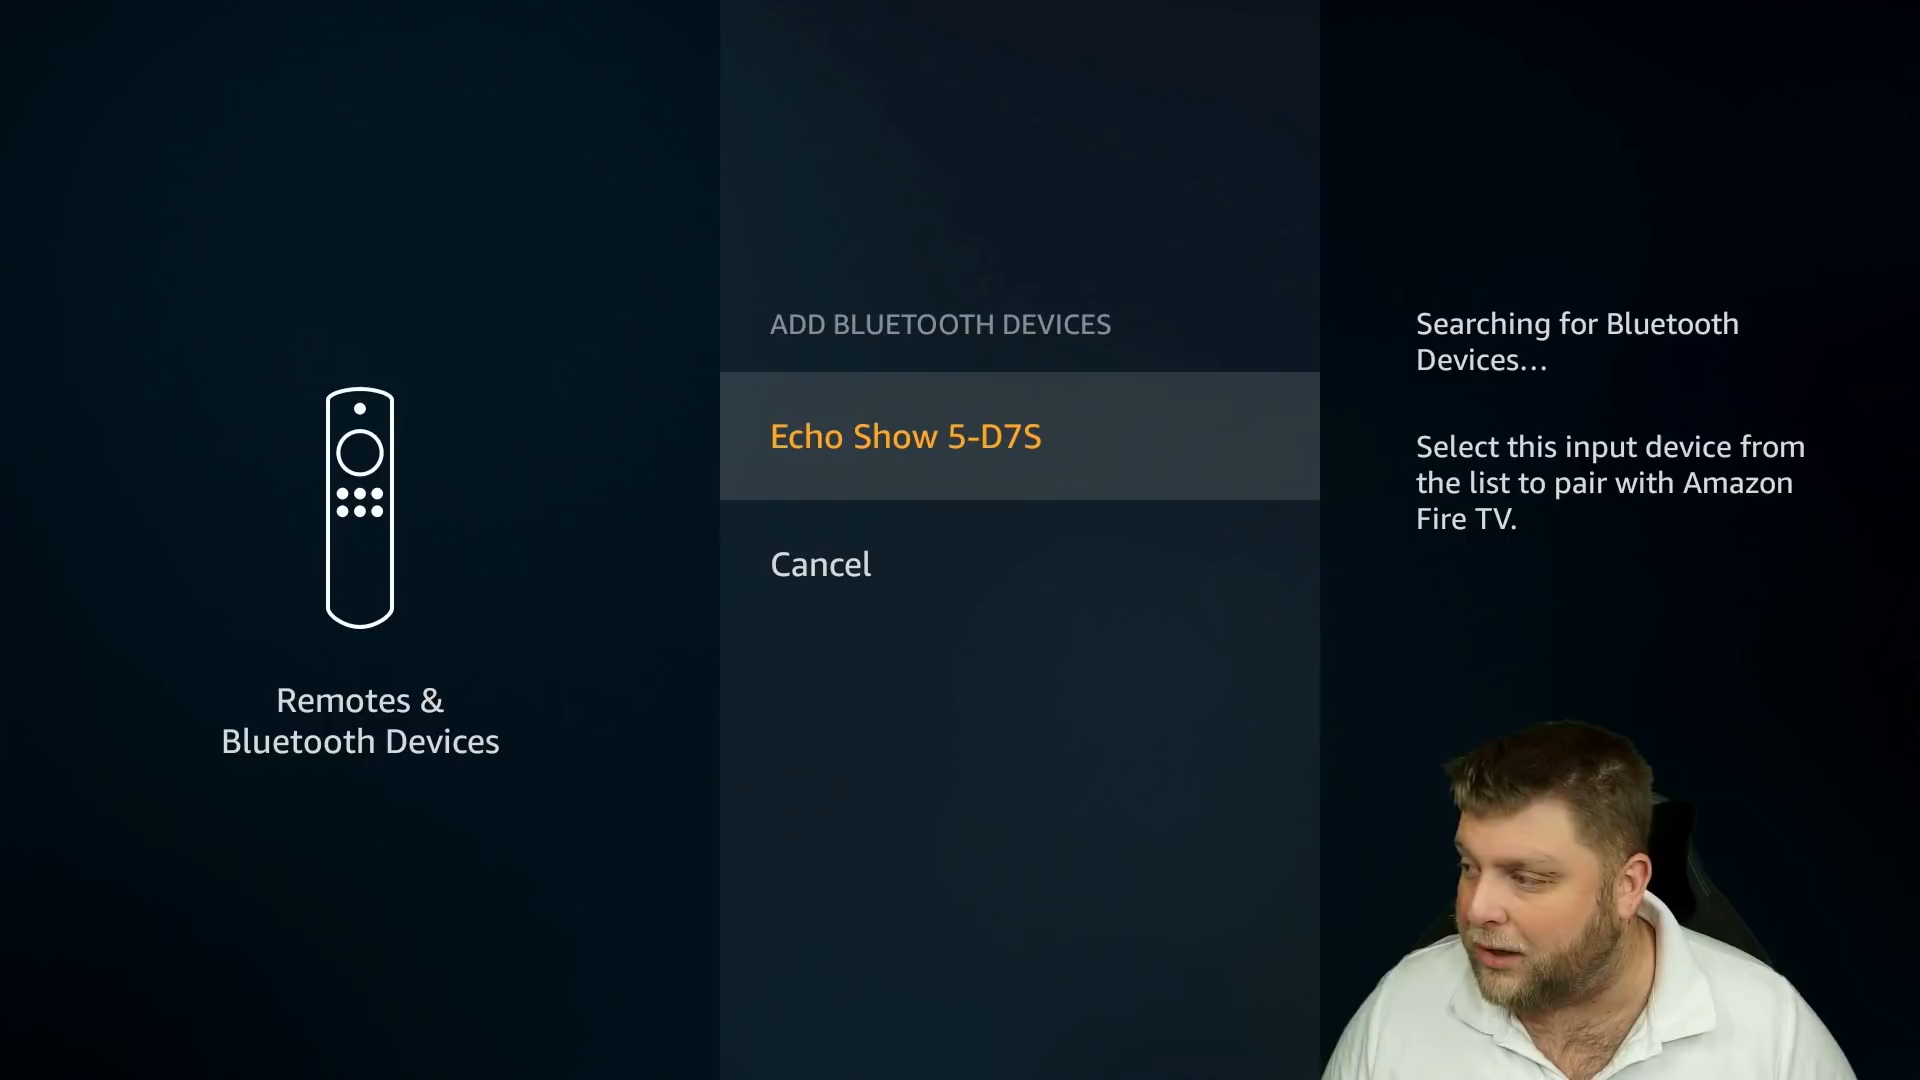 Remotes &
Bluetooth Devices
ADD BLUETOOTH DEVICES
Echo Show 5-D7S
Cancel
Searching for Bluetooth
Devices…
Select this input device from
the list to pair with Amazon
Fire TV.